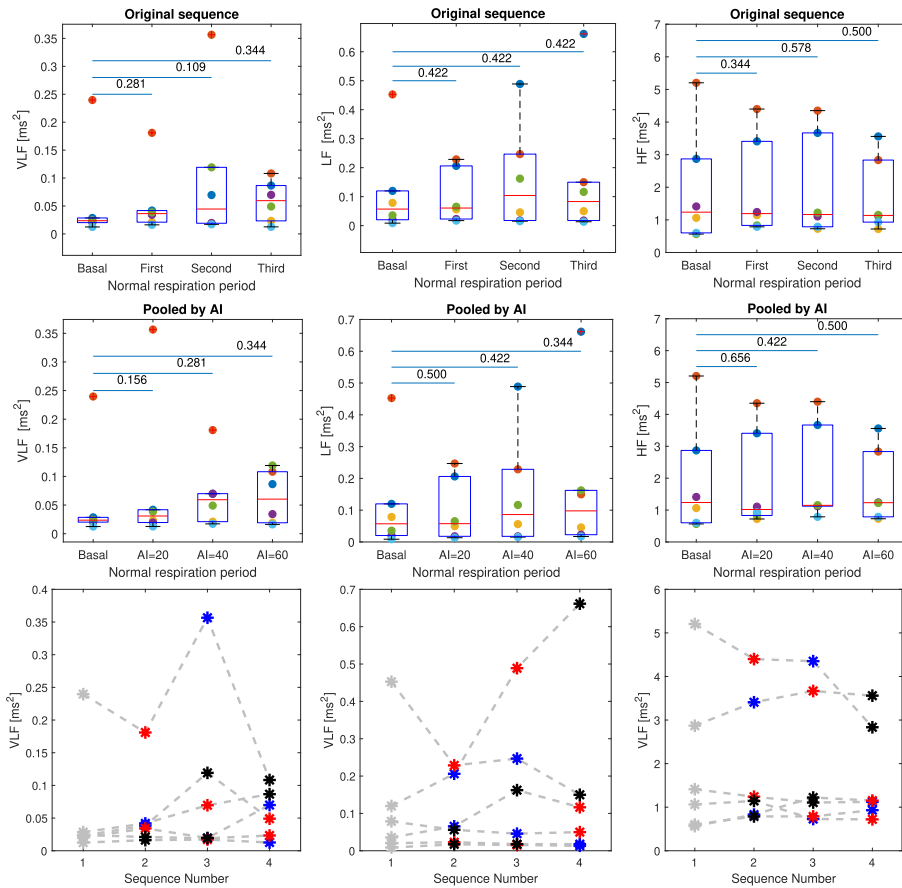 Original sequence
0.35
0.3
0.25
0.2
0.15
0.1
0.05
0
VLF [ms²]
0.344
0.109
0.281
Basal First Second Third
Normal respiration period
Original sequence
0.6
0.5
0.4
0.3
0.2
0.1
0
LF [ms²]
0.422
0.422
0.422
Basal First Second Third
Normal respiration period
Original sequence
7
6
5
4
3
2
1
0
HF [ms²]
0.500
0.578
0.344
Basal First Second Third
Normal respiration period
Pooled by AI
0.35
0.3
0.25
0.2
0.15
0.1
0.05
0
VLF [ms²]
0.344
0.281
0.156
Basal AI=20 AI=40 AI=60
Normal respiration period
Pooled by AI
0.7
0.6
0.5
0.4
0.3
0.2
0.1
0
LF [ms²]
0.344
0.422
0.500
Basal AI=20 AI=40 AI=60
Normal respiration period
Pooled by AI
7
6
5
4
3
2
1
0
HF [ms²]
0.500
0.422
0.656
Basal AI=20 AI=40 AI=60
Normal respiration period
0.4
0.35
0.3
0.25
0.2
0.15
0.1
0.05
0
VLF [ms²]
1 2 3 4
Sequence Number
0.7
0.6
0.5
0.4
0.3
0.2
0.1
0
VLF [ms²]
1 2 3 4
Sequence Number
6
5
4
3
2
1
0
VLF [ms²]
1 2 3 4
Sequence Number